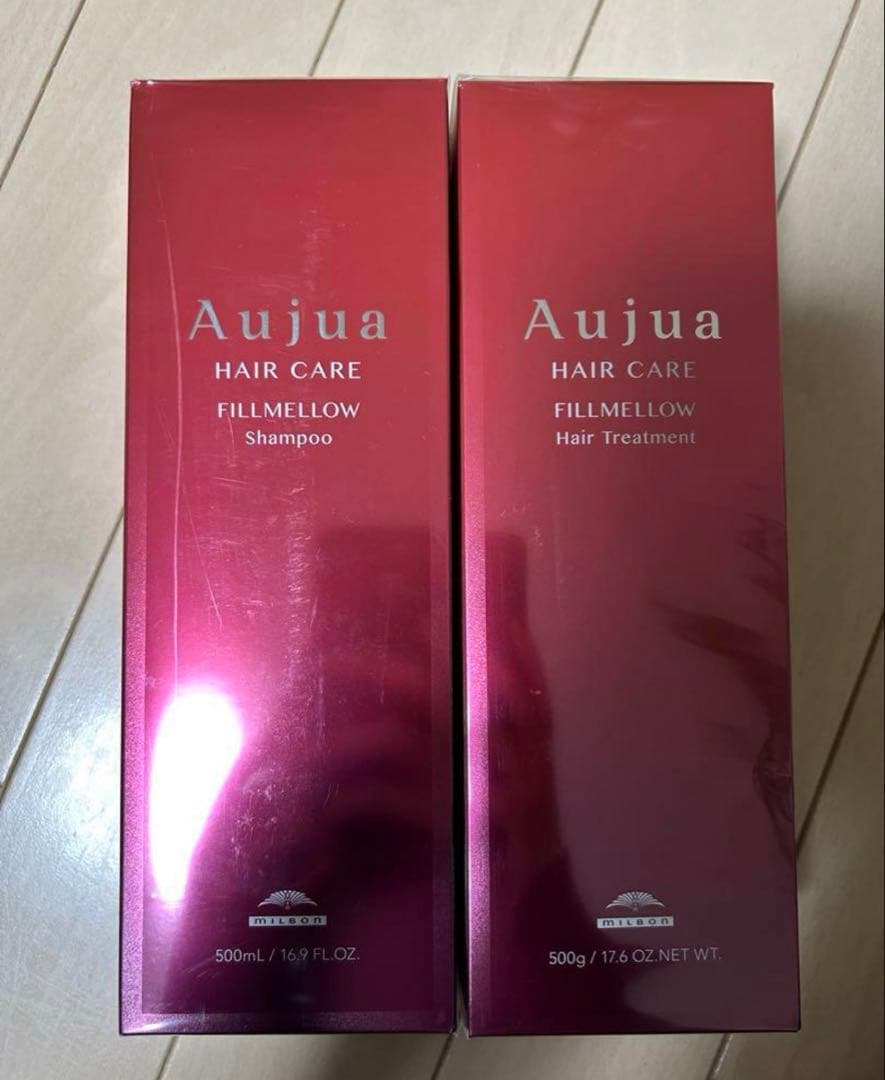 Aujua
HAIR CARE
FILLMELLOW
Shampoo
MILBON
500mL / 16.9 FL.OZ.
Aujua
HAIR CARE
FILLMELLOW
Hair Treatment
MILBON
500g / 17.6 OZ.NET WT.